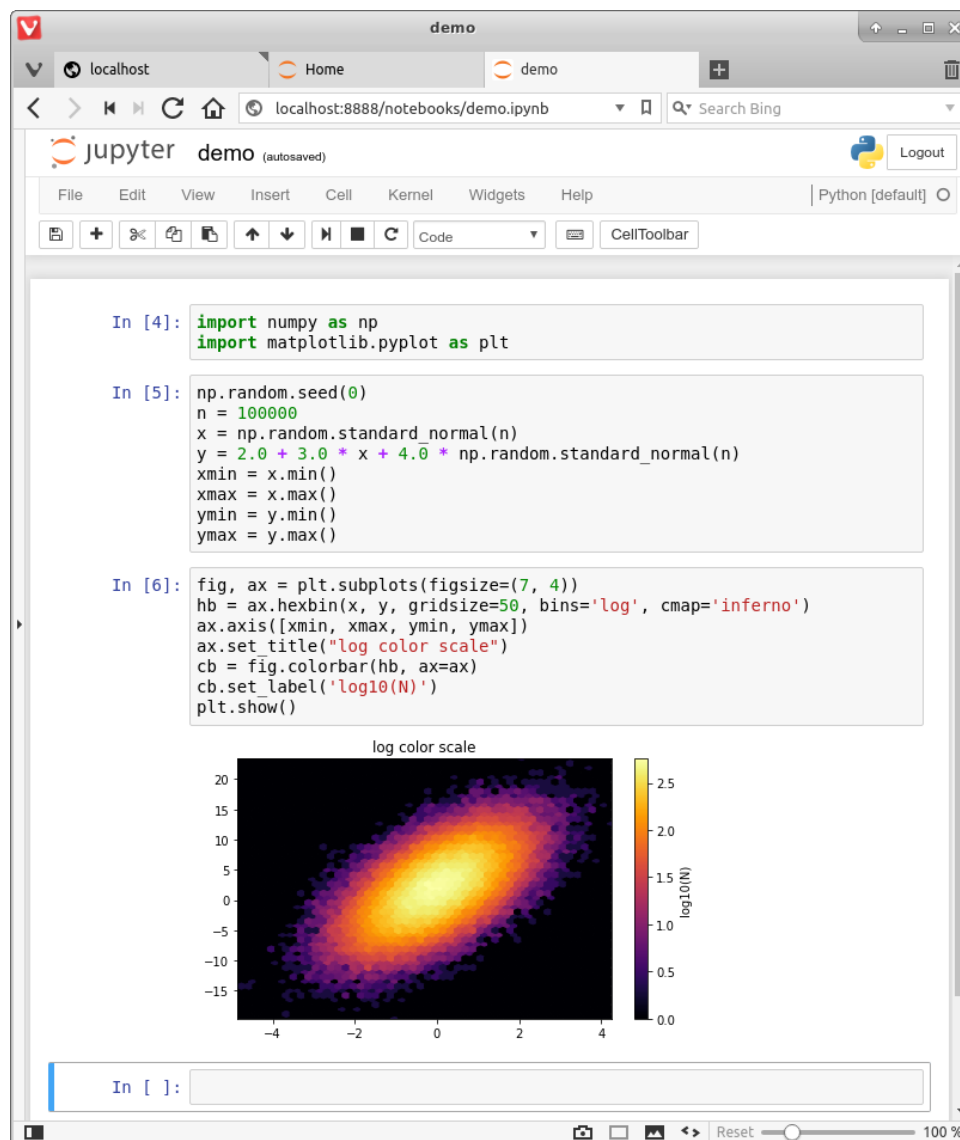 demo
localhost
Home
demo
localhost:8888/notebooks/demo.ipynb
Search Bing
jupyter demo (autosaved)
Logout
File Edit View Insert Cell Kernel Widgets Help
Python [default]
Code
CellToolbar
In [4]: import numpy as np
import matplotlib.pyplot as plt
In [5]: np.random.seed(0)
n = 100000
x = np.random.standard_normal(n)
y = 2.0 + 3.0 * x + 4.0 * np.random.standard_normal(n)
xmin = x.min()
xmax = x.max()
ymin = y.min()
ymax = y.max()
In [6]: fig, ax = plt.subplots(figsize=(7, 4))
hb = ax.hexbin(x, y, gridsize=50, bins='log', cmap='inferno')
ax.axis([xmin, xmax, ymin, ymax])
ax.set_title("log color scale")
cb = fig.colorbar(hb, ax=ax)
cb.set_label('log10(N)')
plt.show()
log color scale
20
15
10
5
0
−5
−10
−15
−4 −2 0 2 4
2.5
2.0
1.5
1.0
0.5
0.0
log10(N)
In [ ]:
Reset 100 %